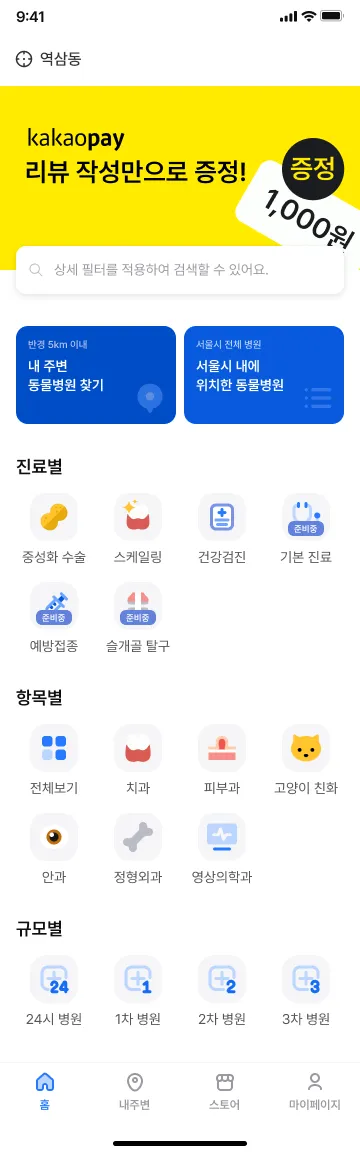 9:41
역삼동
kakaopay
리뷰 작성만으로 증정!
증정
1,000원
상세 필터를 적용하여 검색할 수 있어요.
반경 5km 이내
내 주변
동물병원 찾기
서울시 전체 병원
서울시 내에
위치한 동물병원
진료별
중성화 수술
스케일링
건강검진
준비중
기본 진료
준비중
예방접종
준비중
슬개골 탈구
항목별
전체보기
치과
피부과
고양이 친화
안과
정형외과
영상의학과
규모별
24
24시 병원
1
1차 병원
2
2차 병원
3
3차 병원
홈
내주변
스토어
마이페이지